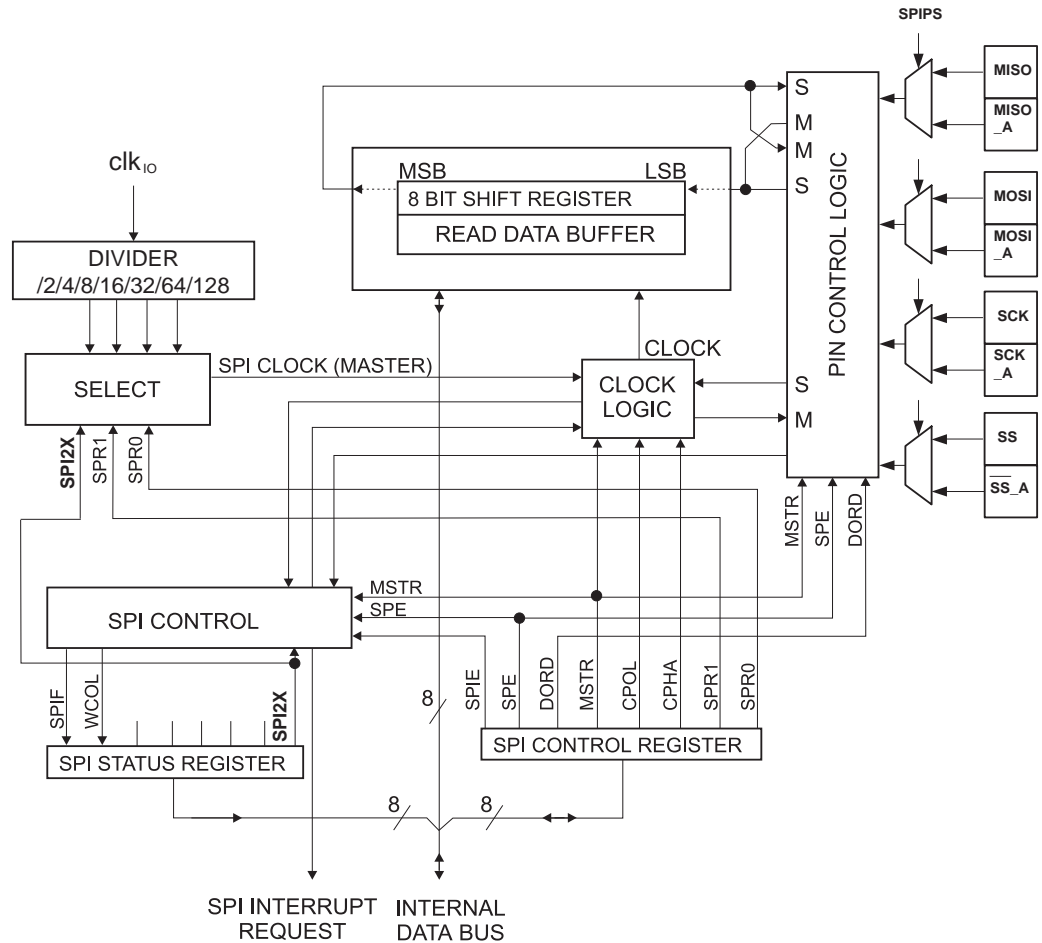 SPIPS
MISO
MISO
_A
MOSI
MOSI
_A
SCK
SCK
_A
SS
SS_A
S
M
M
S
S
M
PIN CONTROL LOGIC
MSTR
SPE
DORD
MSB
LSB
8 BIT SHIFT REGISTER
READ DATA BUFFER
clkIO
DIVIDER
/2/4/8/16/32/64/128
SELECT
SPI CLOCK (MASTER)
CLOCK
CLOCK
LOGIC
SPI2X
SPR1
SPR0
SPI CONTROL
MSTR
SPE
SPIF
WCOL
SPI2X
SPI STATUS REGISTER
8
SPIE
SPE
DORD
MSTR
CPOL
CPHA
SPR1
SPR0
SPI CONTROL REGISTER
8
8
SPI INTERRUPT
REQUEST
INTERNAL
DATA BUS